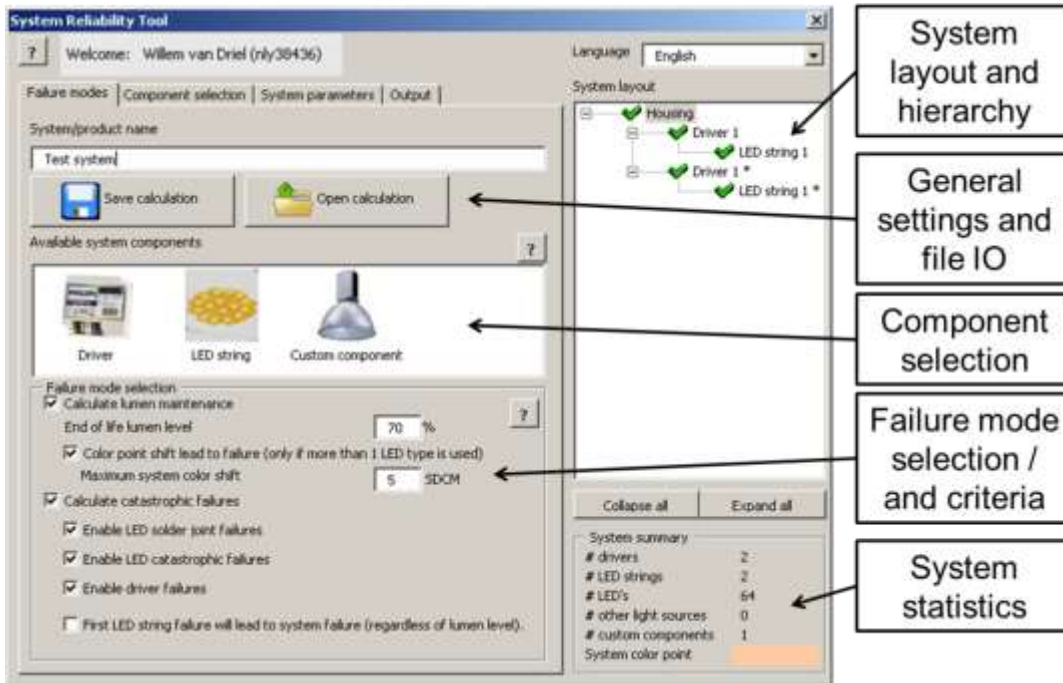 System Reliability Tool
?
Welcome: Willem van Driel (nly38436)
Language
English
Failure modes
Component selection
System parameters
Output
System/product name
Test system
Save calculation
Open calculation
Available system components
?
Driver
LED string
Custom component
Failure mode selection
Calculate lumen maintenance
?
End of life lumen level
70 %
Color point shift lead to failure (only if more than 1 LED type is used)
Maximum system color shift
5 SDCM
Calculate catastrophic failures
Enable LED solder joint failures
Enable LED catastrophic failures
Enable driver failures
First LED string failure will lead to system failure (regardless of lumen level).
System layout
Housing
Driver 1
LED string 1
Driver 1 *
LED string 1 *
Collapse all
Expand all
System summary
# drivers 2
# LED strings 2
# LED's 64
# other light sources 0
# custom components 1
System color point
System
layout and
hierarchy
General
settings and
file IO
Component
selection
Failure mode
selection /
and criteria
System
statistics